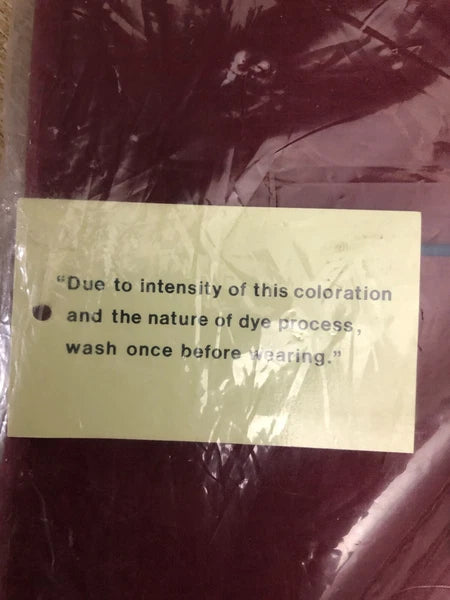 “Due to intensity of this coloration
and the nature of dye process,
wash once before wearing.”